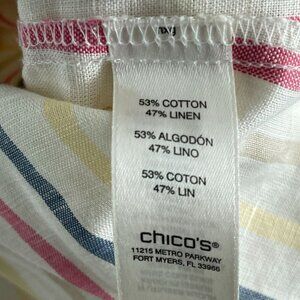 53% COTTON
47% LINEN
53% ALGODÓN
47% LINO
53% COTON
47% LIN
chico's®
11215 METRO PARKWAY
FORT MYERS, FL 33966